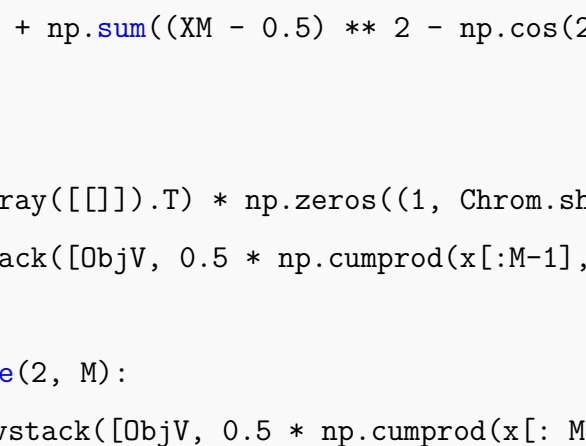 + np.sum((XM - 0.5) ** 2 - np.cos(2
ray([[]]).T) * np.zeros((1, Chrom.sh
ack([ObjV, 0.5 * np.cumprod(x[:M-1],
e(2, M):
vstack([ObjV, 0.5 * np.cumprod(x[: M